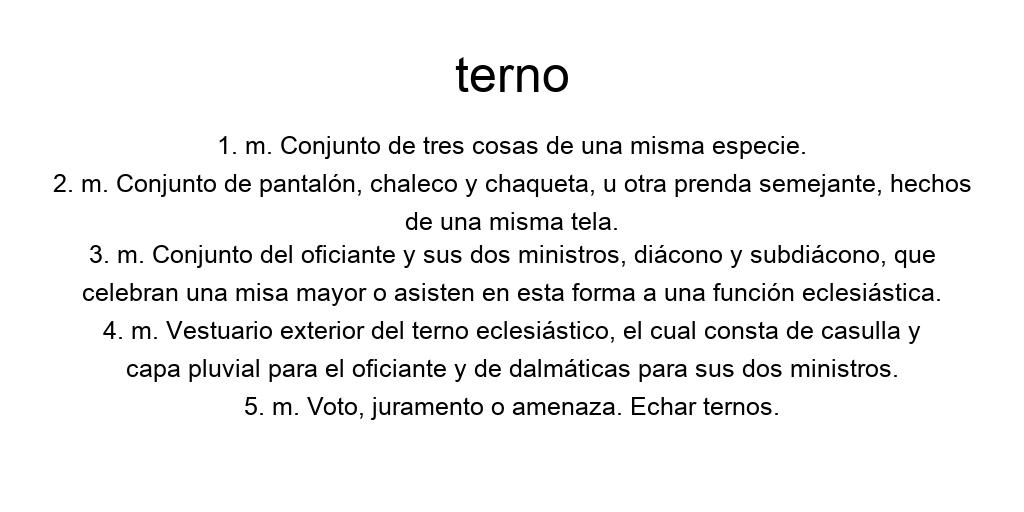 terno
1. m. Conjunto de tres cosas de una misma especie.
2. m. Conjunto de pantalón, chaleco y chaqueta, u otra prenda semejante, hechos
de una misma tela.
3. m. Conjunto del oficiante y sus dos ministros, diácono y subdiácono, que
celebran una misa mayor o asisten en esta forma a una función eclesiástica.
4. m. Vestuario exterior del terno eclesiástico, el cual consta de casulla y
capa pluvial para el oficiante y de dalmáticas para sus dos ministros.
5. m. Voto, juramento o amenaza. Echar ternos.